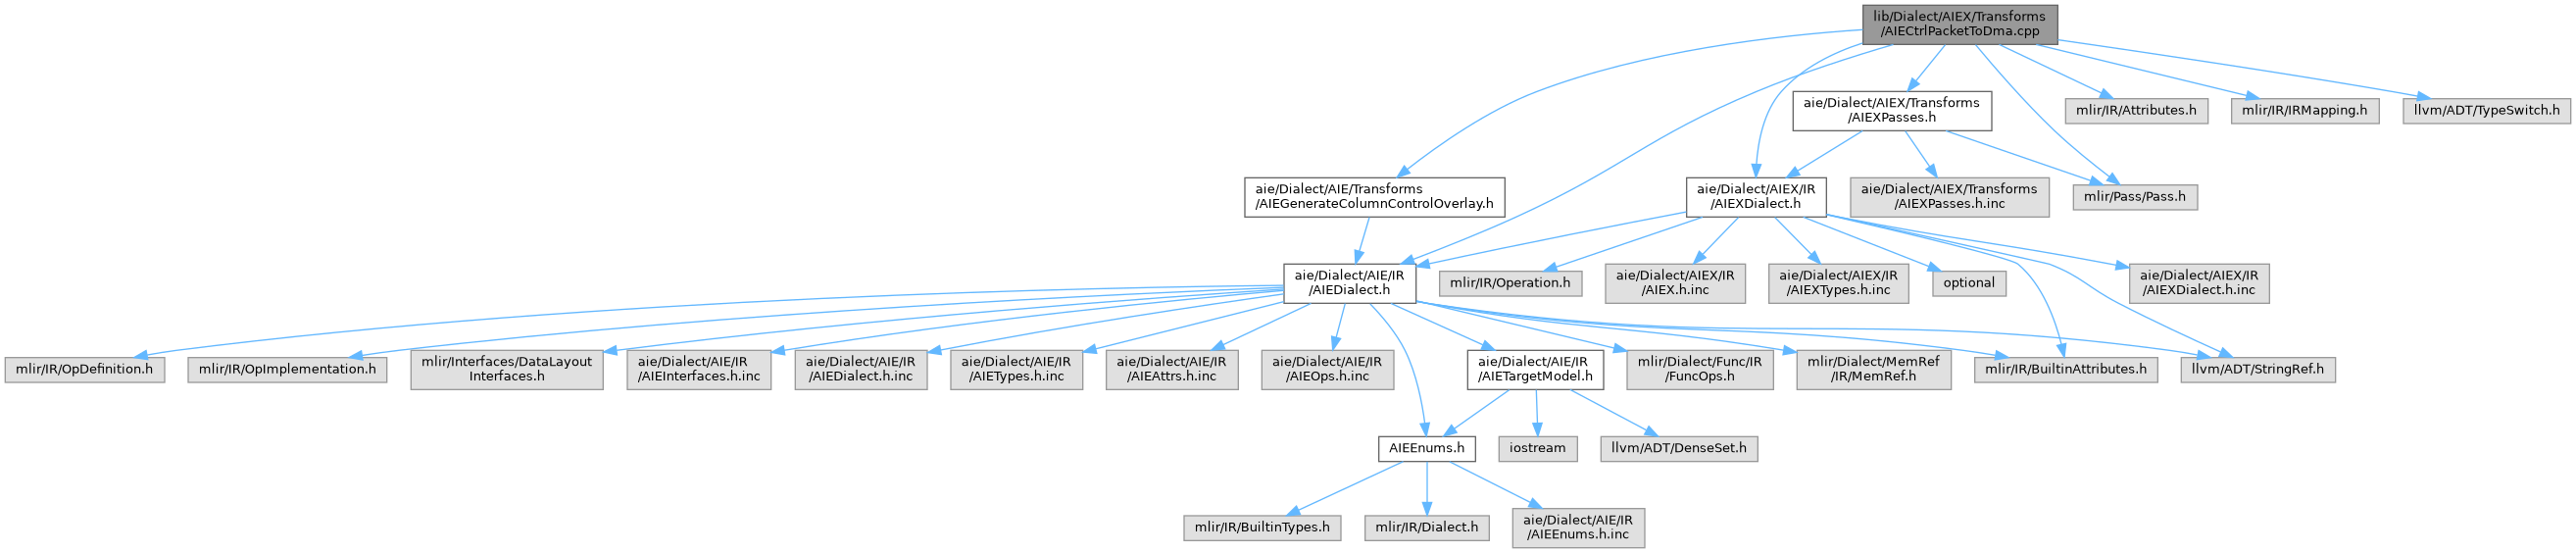 lib/Dialect/AIEX/Transforms
/AIECtrlPacketToDma.cpp
aie/Dialect/AIEX/Transforms
/AIEXPasses.h
mlir/IR/Attributes.h
mlir/IR/IRMapping.h
llvm/ADT/TypeSwitch.h
aie/Dialect/AIE/Transforms
/AIEGenerateColumnControlOverlay.h
aie/Dialect/AIEX/IR
/AIEXDialect.h
aie/Dialect/AIEX/Transforms
/AIEXPasses.h.inc
mlir/Pass/Pass.h
aie/Dialect/AIE/IR
/AIEDialect.h
mlir/IR/Operation.h
aie/Dialect/AIEX/IR
/AIEX.h.inc
aie/Dialect/AIEX/IR
/AIEXTypes.h.inc
optional
aie/Dialect/AIEX/IR
/AIEXDialect.h.inc
mlir/IR/OpDefinition.h
mlir/IR/OpImplementation.h
mlir/Interfaces/DataLayout
Interfaces.h
aie/Dialect/AIE/IR
/AIEInterfaces.h.inc
aie/Dialect/AIE/IR
/AIEDialect.h.inc
aie/Dialect/AIE/IR
/AIETypes.h.inc
aie/Dialect/AIE/IR
/AIEAttrs.h.inc
aie/Dialect/AIE/IR
/AIEOps.h.inc
aie/Dialect/AIE/IR
/AIETargetModel.h
mlir/Dialect/Func/IR
/FuncOps.h
mlir/Dialect/MemRef
/IR/MemRef.h
mlir/IR/BuiltinAttributes.h
llvm/ADT/StringRef.h
AIEEnums.h
iostream
llvm/ADT/DenseSet.h
mlir/IR/BuiltinTypes.h
mlir/IR/Dialect.h
aie/Dialect/AIE/IR
/AIEEnums.h.inc